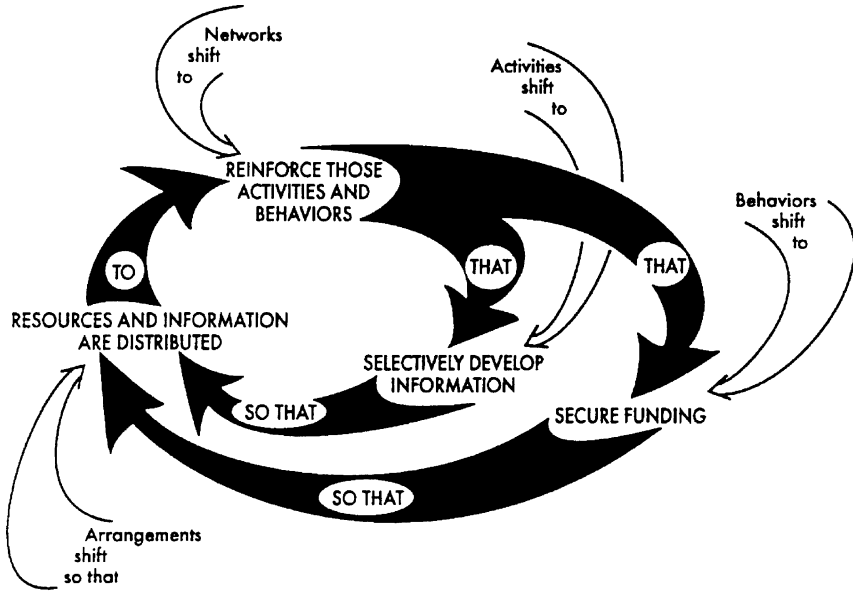 Networks
shift
to
Activities
shift
to
REINFORCE THOSE
ACTIVITIES AND
BEHAVIORS
Behaviors
shift
to
TO
THAT
THAT
RESOURCES AND INFORMATION
ARE DISTRIBUTED
SELECTIVELY DEVELOP
INFORMATION
SO THAT
SECURE FUNDING
SO THAT
Arrangements
shift
so that